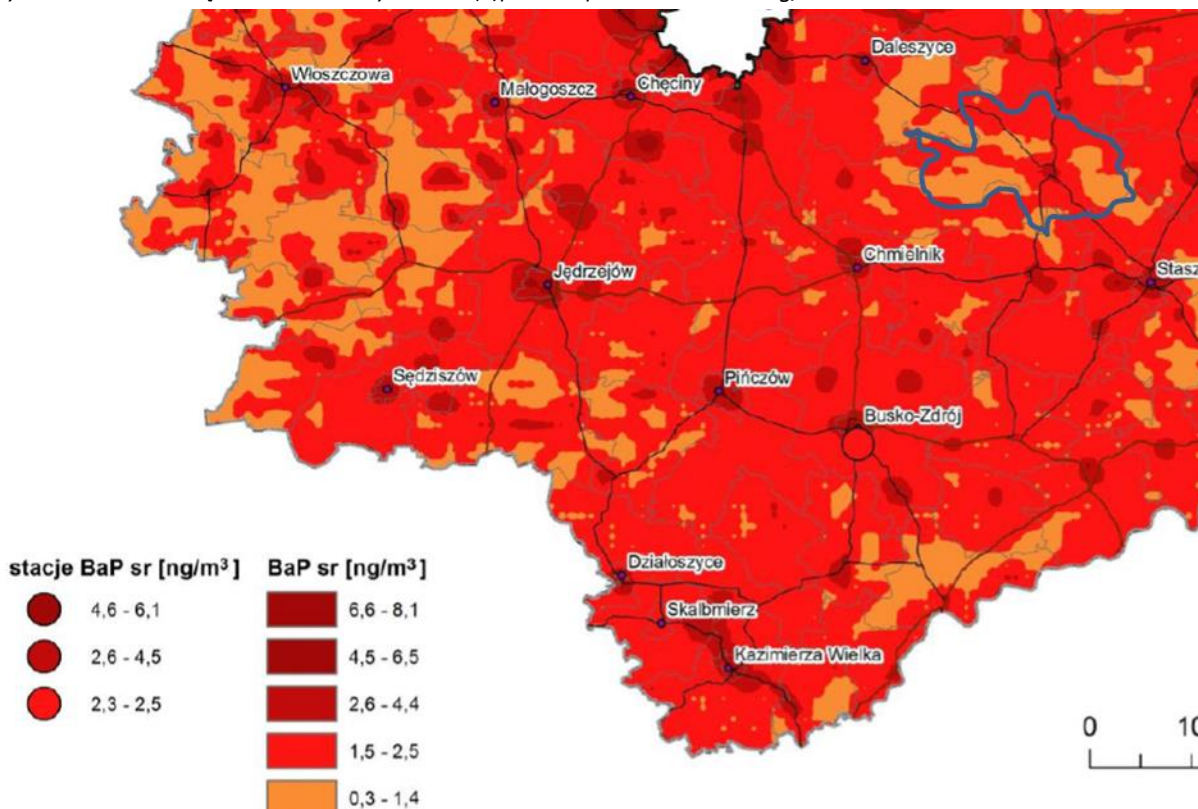 Daleszyce
Włoszczowa
Małogoszcz
Chęciny
Chmielnik
Stasz
Jędrzejów
Sędziszów
Pińczów
Busko-Zdrój
Działoszyce
Skalbmierz
Kazimierza Wielka
stacje BaP sr [ng/m³]
4,6 - 6,1
2,6 - 4,5
2,3 - 2,5
BaP sr [ng/m³]
6,6 - 8,1
4,5 - 6,5
2,6 - 4,4
1,5 - 2,5
0,3 - 1,4
0 10